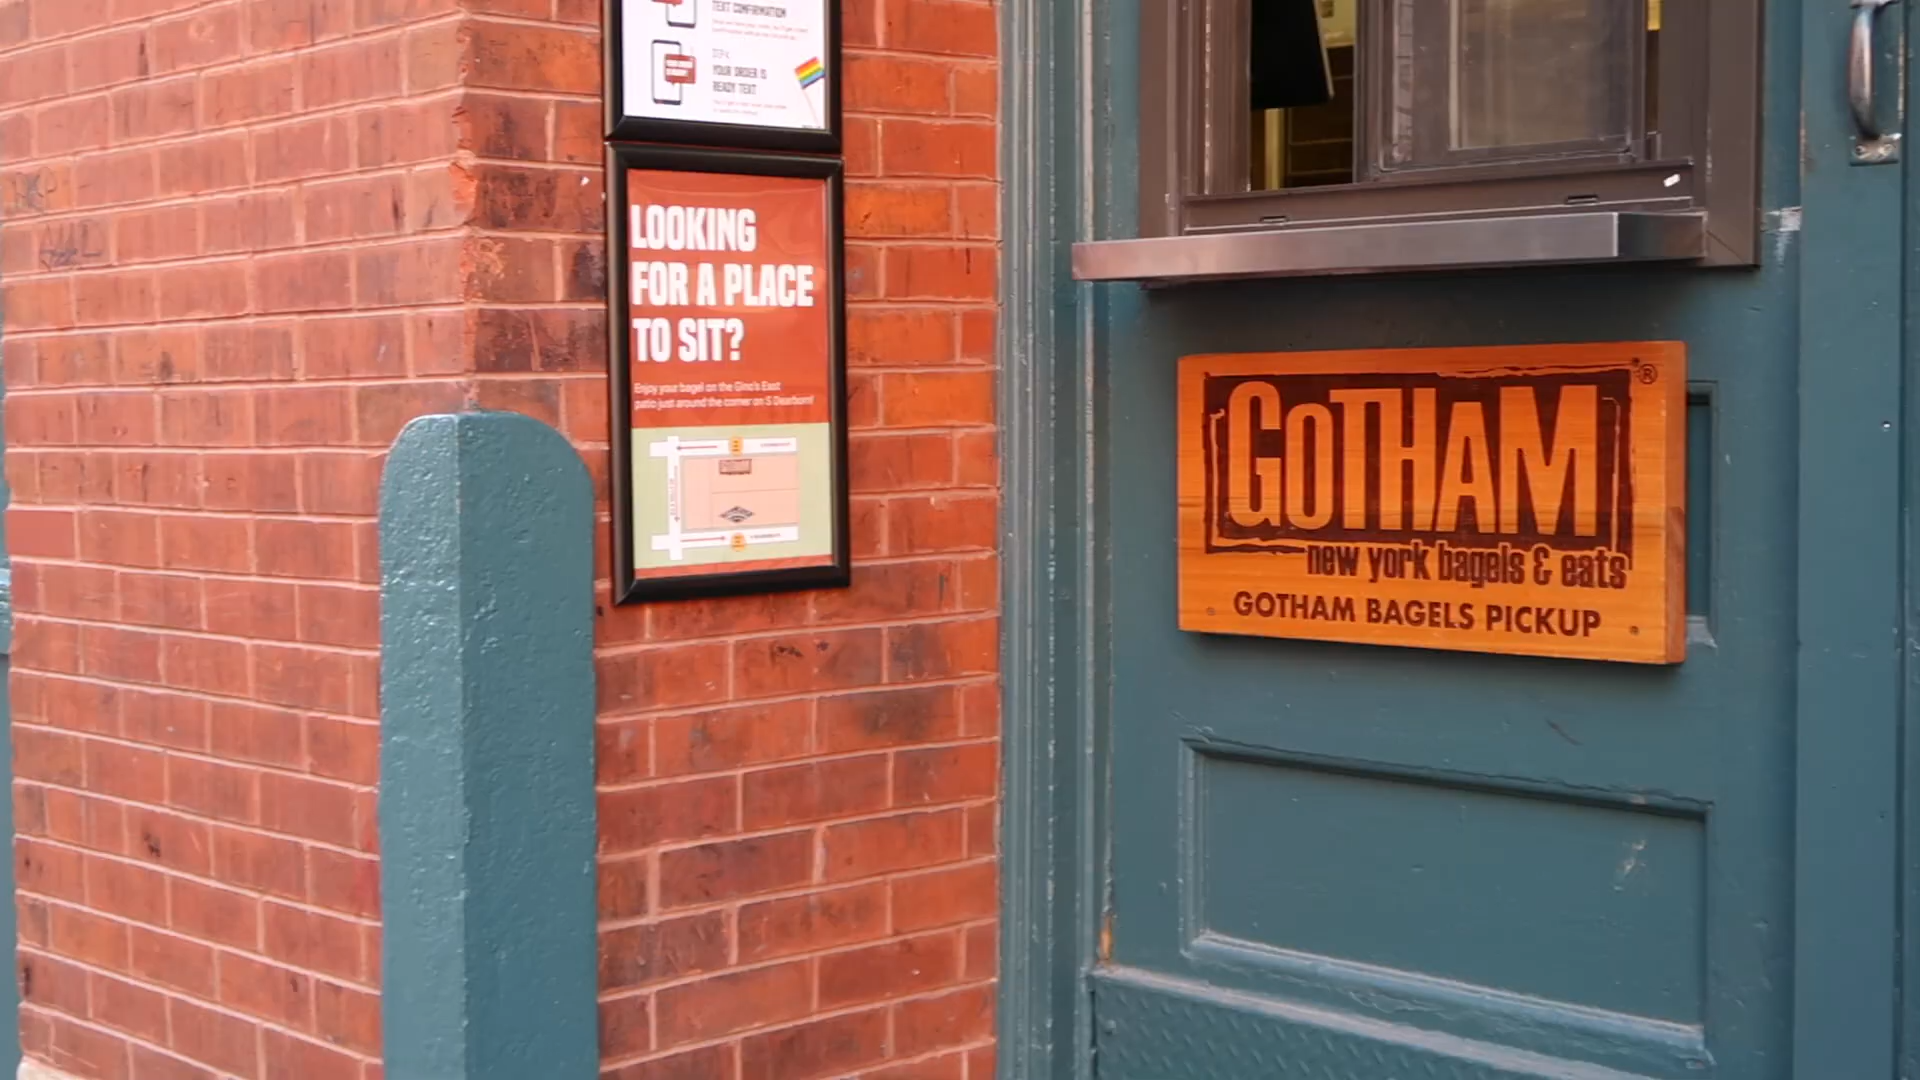 TEXT CONFIRMATION
YOUR ORDER IS
READY TEXT
LOOKING
FOR A PLACE
TO SIT?
Enjoy your bagel on the Gino's East
patio just around the corner on S Dearborn!
GOTHAM
GOTHAM
®
new york bagels & eats
GOTHAM BAGELS PICKUP